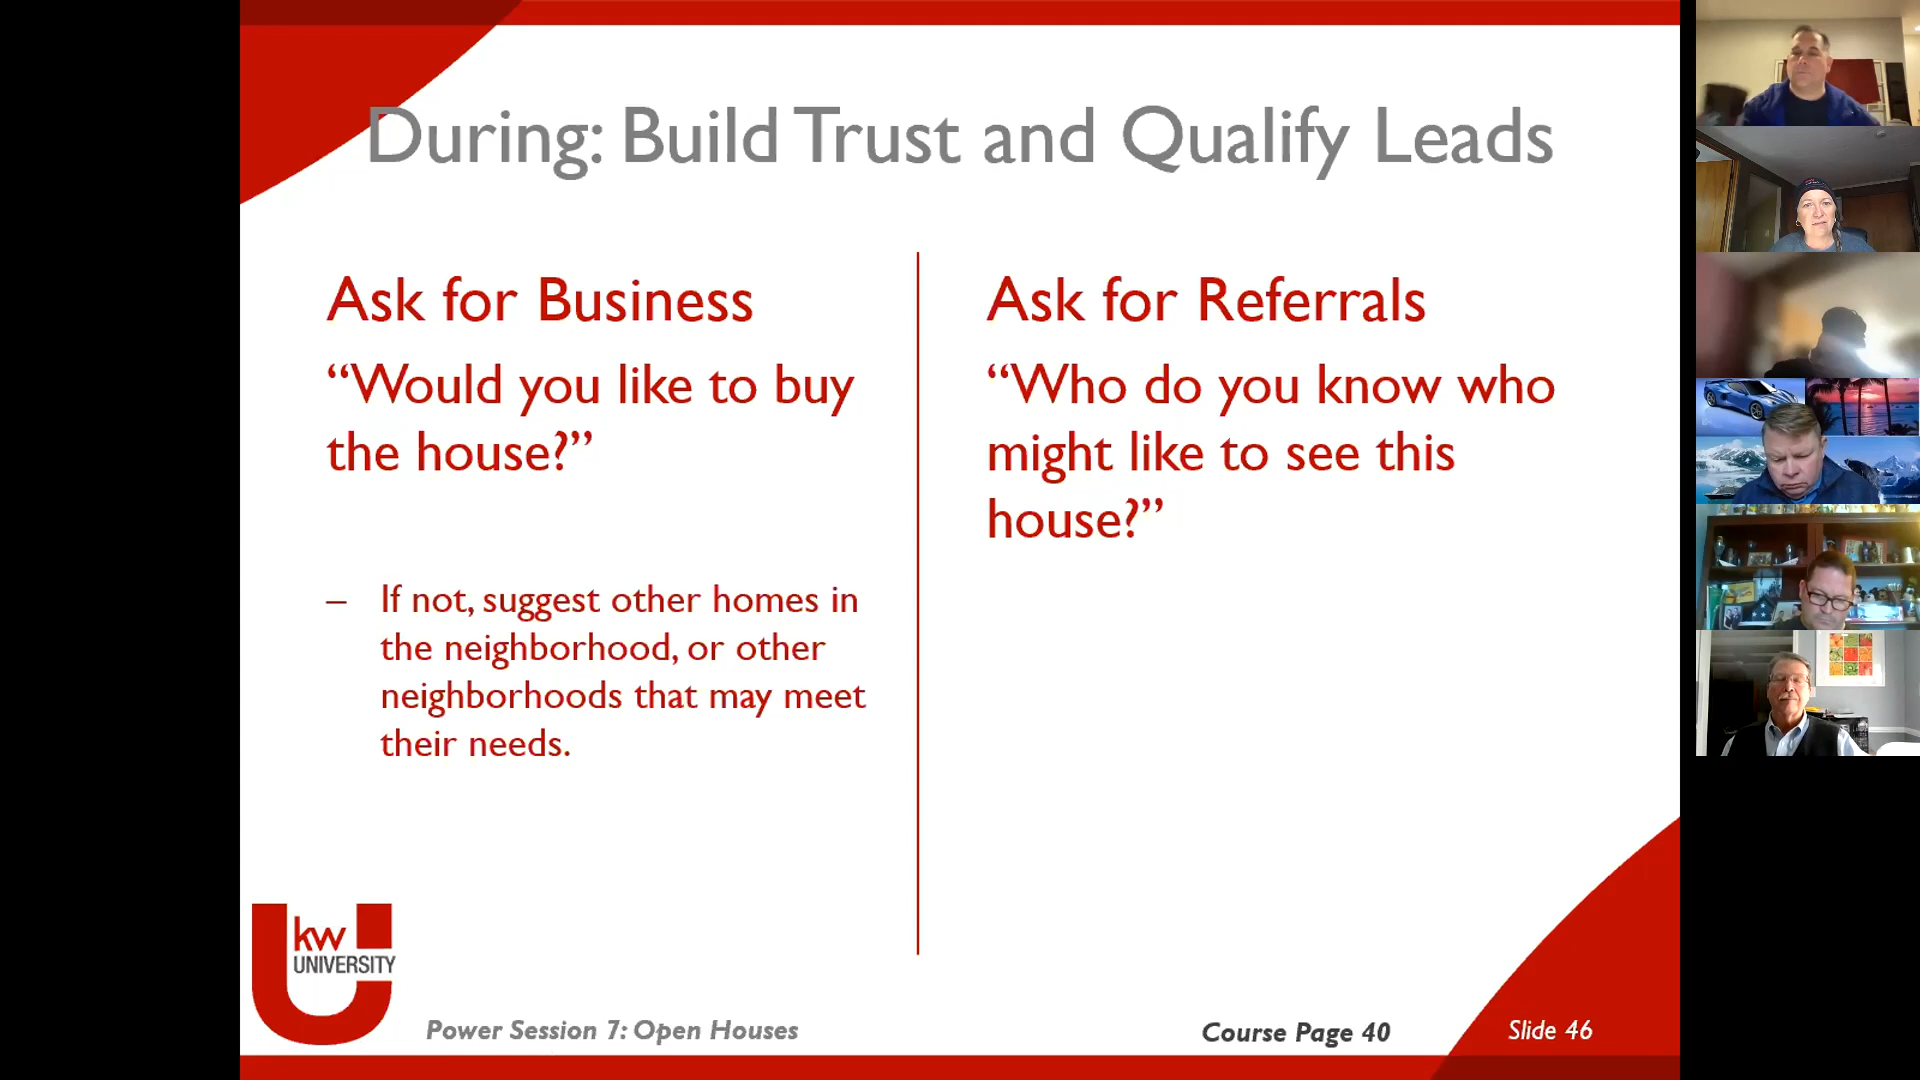 During: Build Trust and Qualify Leads
Ask for Business
“Would you like to buy
the house?”
– If not, suggest other homes in
the neighborhood, or other
neighborhoods that may meet
their needs.
Ask for Referrals
“Who do you know who
might like to see this
house?”
kw
UNIVERSITY
Power Session 7: Open Houses
Course Page 40
Slide 46